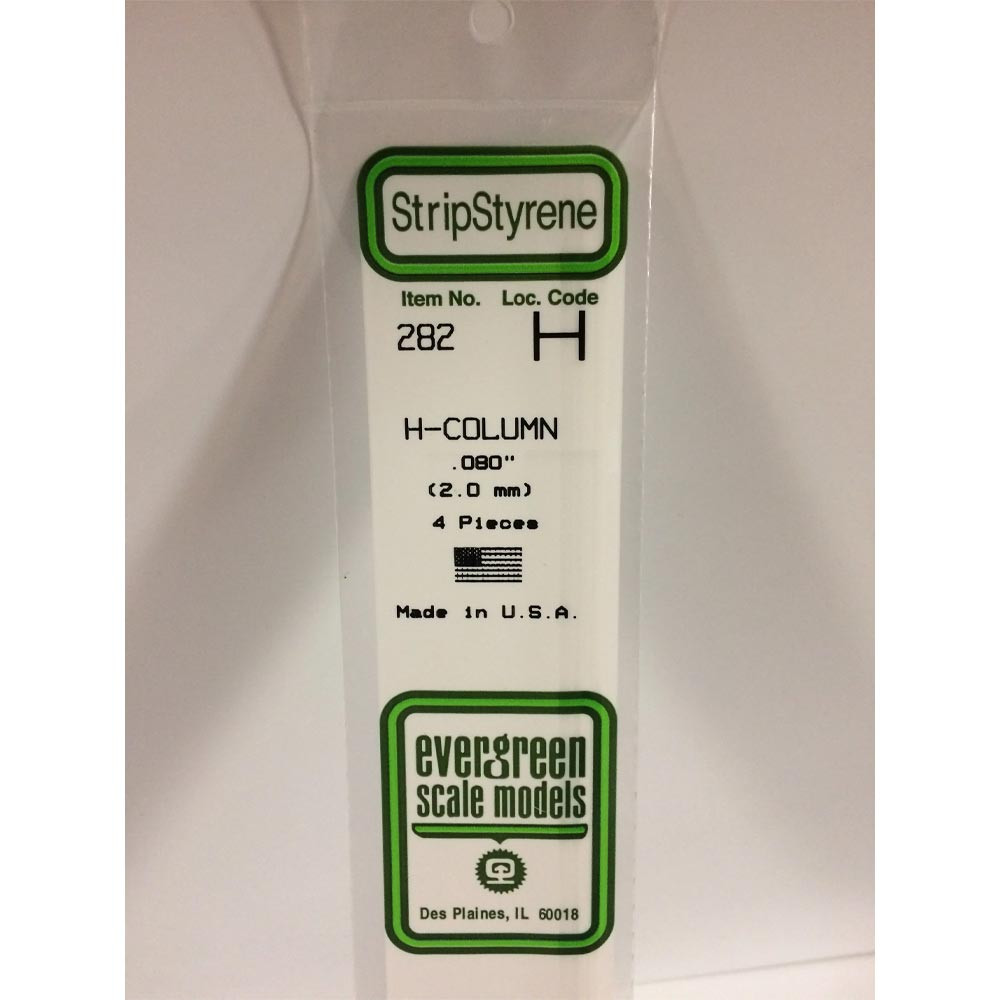 StripStyrene
Item No. Loc. Code
282 H
H-COLUMN
.080"
(2.0 mm)
4 Pieces
Made in U.S.A.
evergreen
scale models
Des Plaines, IL 60018